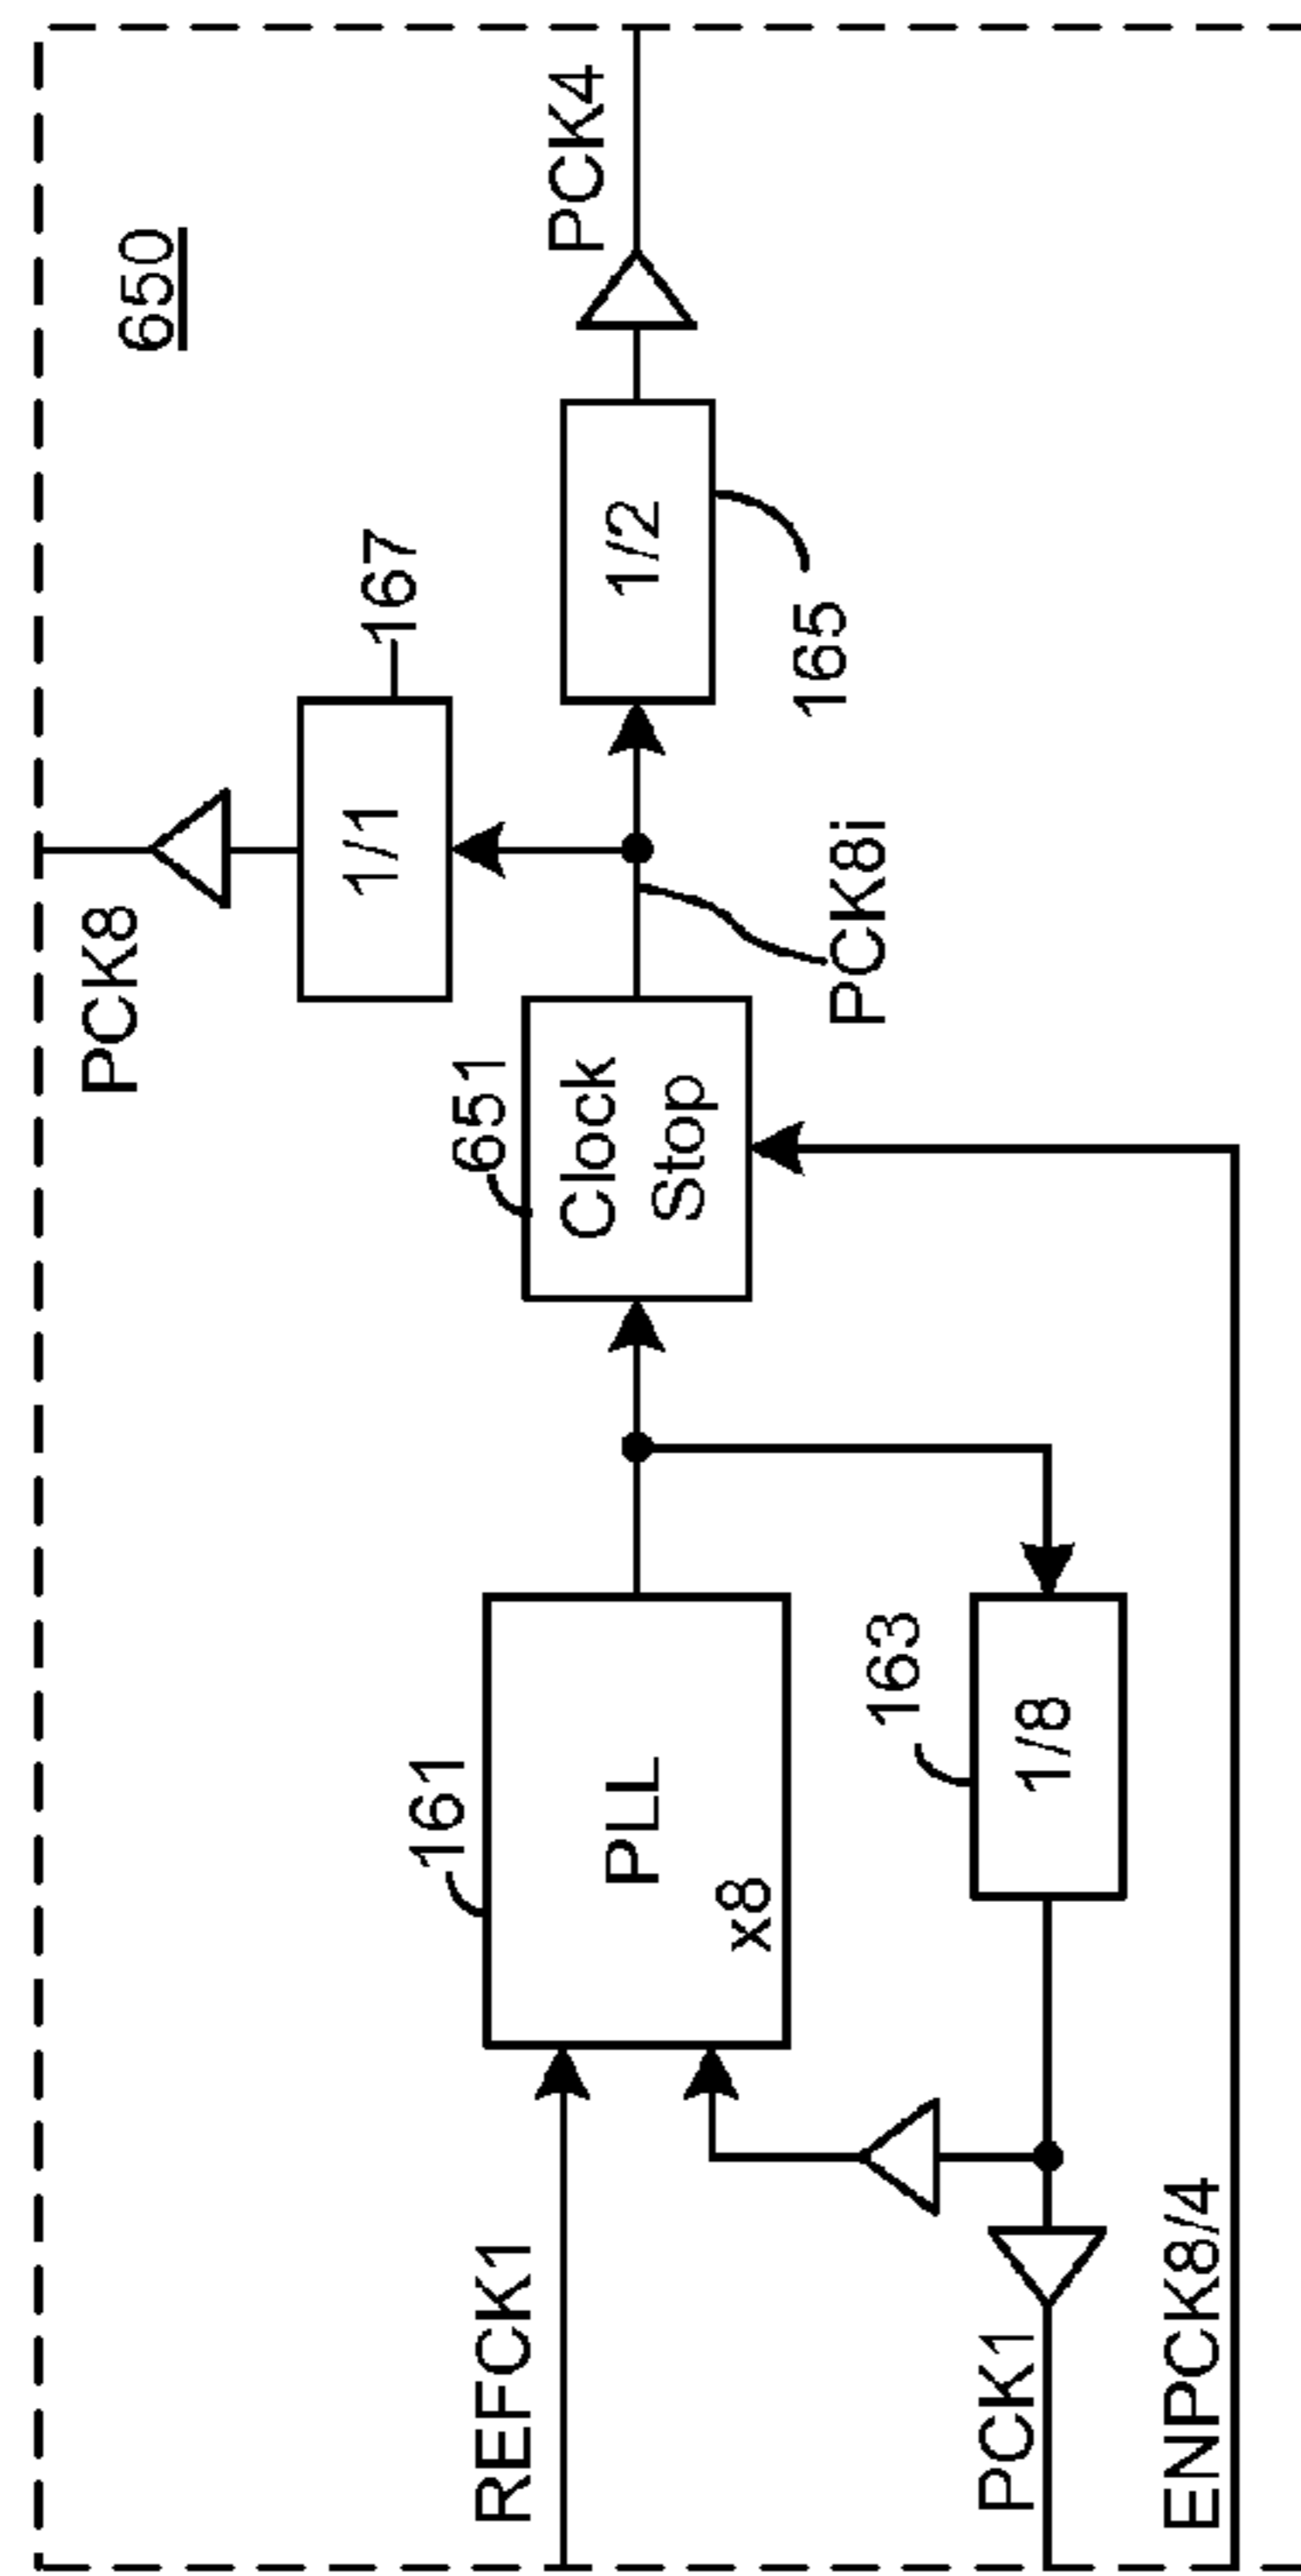 650
PCK8
167
1/1
PCK4
651
Clock
Stop
1/2
165
PCK8i
161
PLL
x8
REFCK1
163
1/8
PCK1
ENPCK8/4